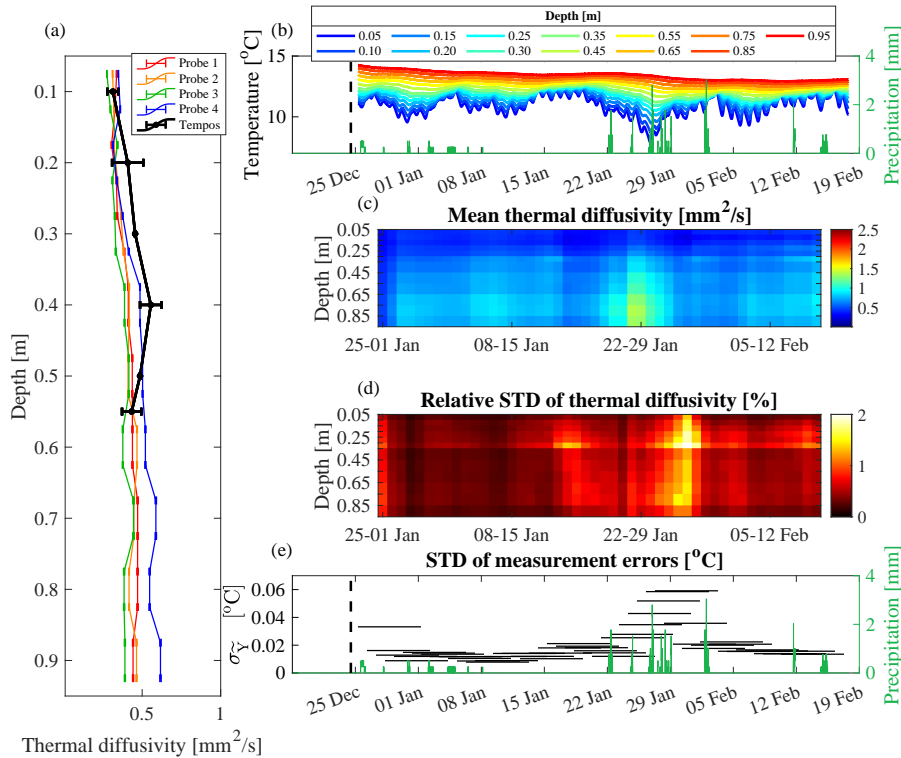 (a)
Probe 1
Probe 2
Probe 3
Probe 4
Tempos
0.1
0.2
0.3
0.4
0.5
0.6
0.7
0.8
0.9
Depth [m]
0.5 1
Thermal diffusivity [mm²/s]
(b)
Depth [m]
0.05 0.15 0.25 0.35 0.55 0.75 0.95
0.10 0.20 0.30 0.45 0.65 0.85
Temperature [°C]
15
10
Precipitation [mm]
4
2
0
25 Dec 01 Jan 08 Jan 15 Jan 22 Jan 29 Jan 05 Feb 12 Feb 19 Feb
(c)
Mean thermal diffusivity [mm²/s]
Depth [m]
0.05
0.25
0.45
0.65
0.85
25-01 Jan 08-15 Jan 22-29 Jan 05-12 Feb
2.5
2
1.5
1
0.5
(d)
Relative STD of thermal diffusivity [%]
Depth [m]
0.05
0.25
0.45
0.65
0.85
25-01 Jan 08-15 Jan 22-29 Jan 05-12 Feb
2
1
0
(e)
STD of measurement errors [°C]
σỸ [°C]
0.06
0.04
0.02
0
Precipitation [mm]
4
2
0
25 Dec 01 Jan 08 Jan 15 Jan 22 Jan 29 Jan 05 Feb 12 Feb 19 Feb